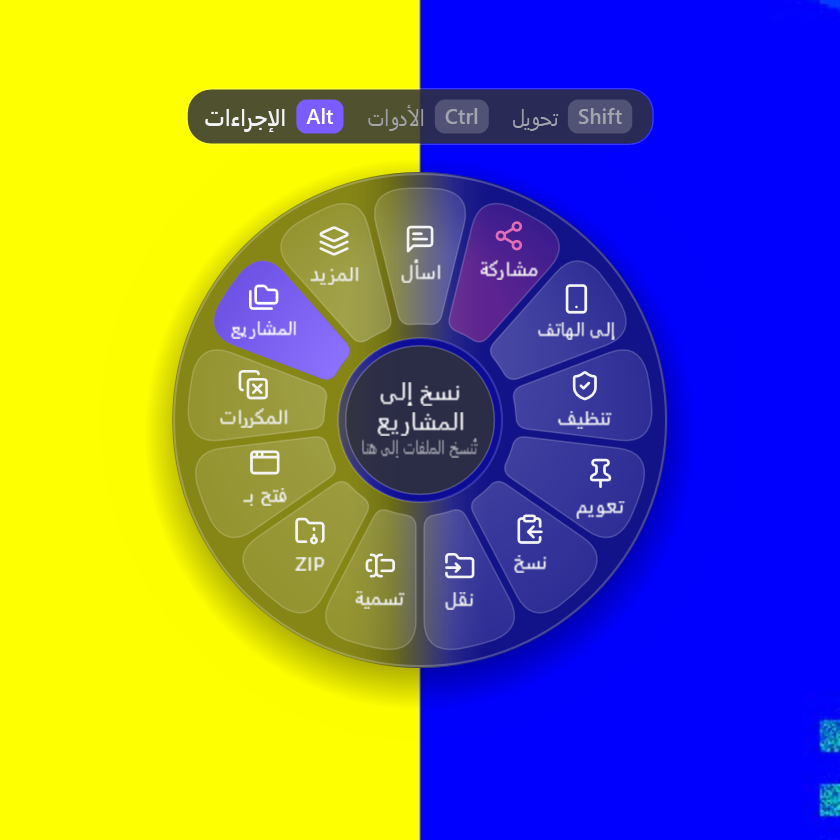 Shift تحويل Ctrl الأدوات Alt الإجراءات
اسأل
مشاركة
إلى الهاتف
تنظيف
تعويم
نسخ
نقل
تسمية
ZIP
فتح بـ
المكررات
المشاريع
المزيد
نسخ إلى
المشاريع
تُنسخ الملفات إلى هنا